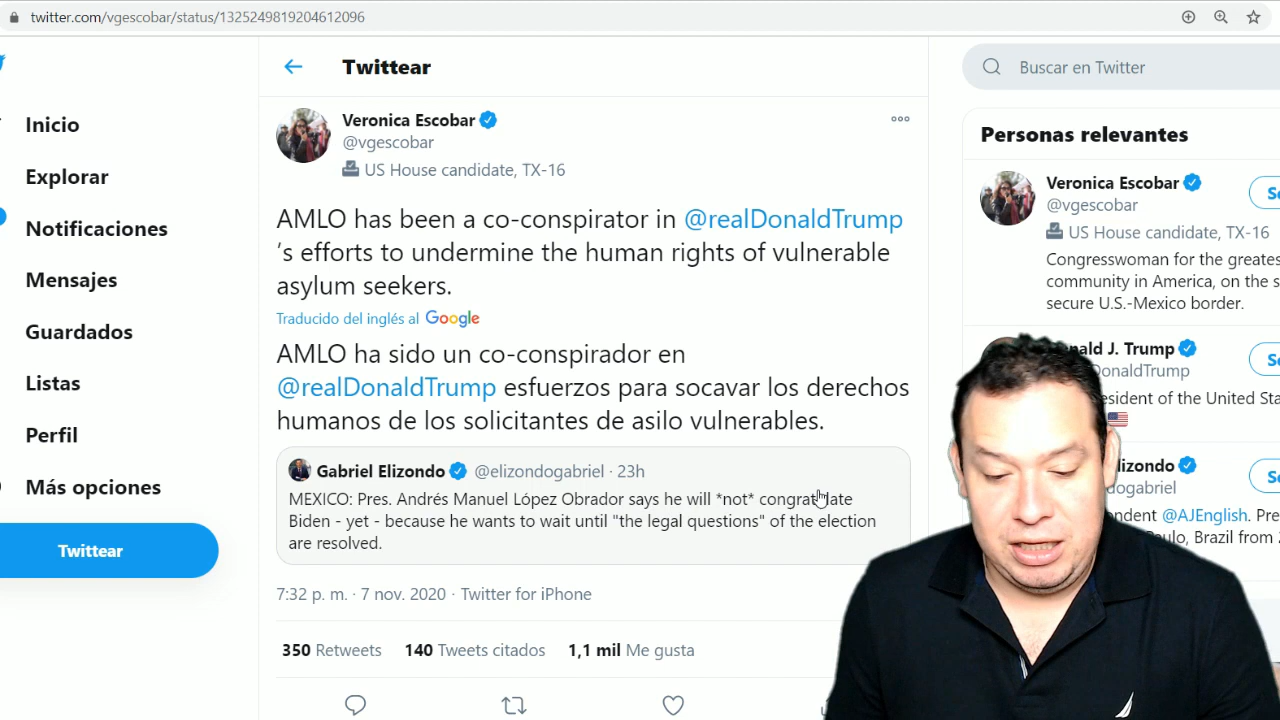 twitter.com/vgescobar/status/1325249819204612096
Twittear
Buscar en Twitter
Inicio
Explorar
Notificaciones
Mensajes
Guardados
Listas
Perfil
Más opciones
Twittear
Veronica Escobar
@vgescobar
US House candidate, TX-16
AMLO has been a co-conspirator in @realDonaldTrump
's efforts to undermine the human rights of vulnerable
asylum seekers.
Traducido del inglés al Google
AMLO ha sido un co-conspirador en
@realDonaldTrump esfuerzos para socavar los derechos
humanos de los solicitantes de asilo vulnerables.
Gabriel Elizondo @elizondogabriel · 23h
MEXICO: Pres. Andrés Manuel López Obrador says he will *not* congratulate
Biden - yet - because he wants to wait until "the legal questions" of the election
are resolved.
7:32 p. m. · 7 nov. 2020 · Twitter for iPhone
350 Retweets 140 Tweets citados 1,1 mil Me gusta
Personas relevantes
Veronica Escobar
@vgescobar
US House candidate, TX-16
Congresswoman for the greates
community in America, on the s
secure U.S.-Mexico border.
ald J. Trump
DonaldTrump
esident of the United Sta
lizondo
dogabriel
ndent @AJEnglish. Pre
aulo, Brazil from 2